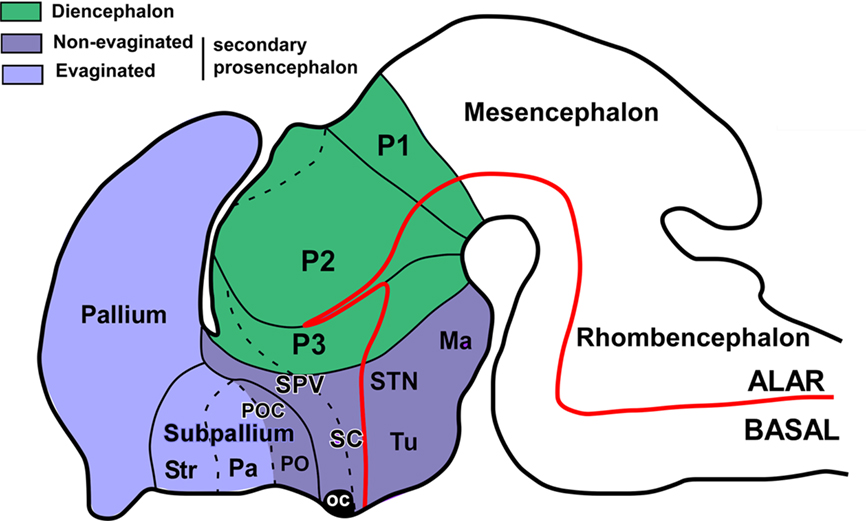 Diencephalon
Non-evaginated
Evaginated
secondary
prosencephalon
Mesencephalon
P1
P2
Pallium
P3
Ma
Rhombencephalon
SPV
STN
ALAR
POC
Subpallium
SC
Tu
BASAL
Str
Pa
PO
OC